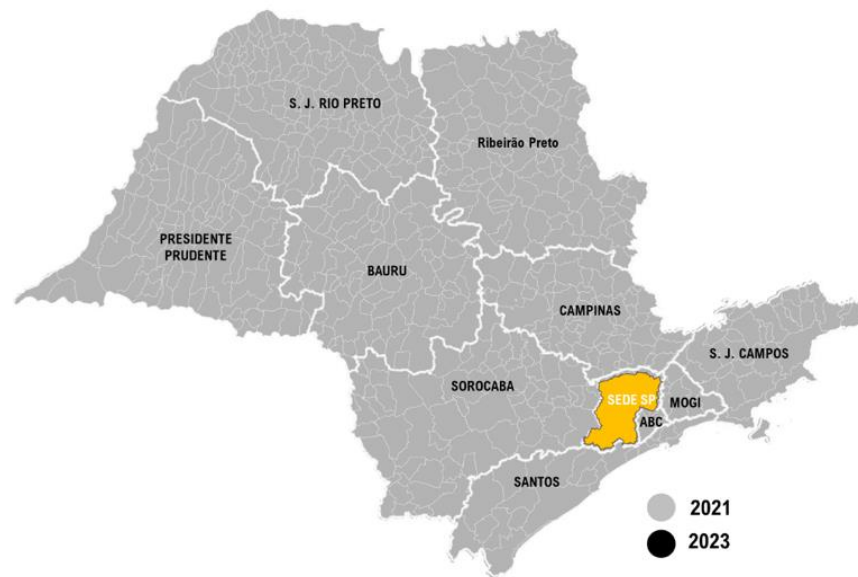 S. J. RIO PRETO
Ribeirão Preto
PRESIDENTE
PRUDENTE
BAURU
CAMPINAS
S. J. CAMPOS
SOROCABA
SEDE SP
MOGI
ABC
SANTOS
2021
2023